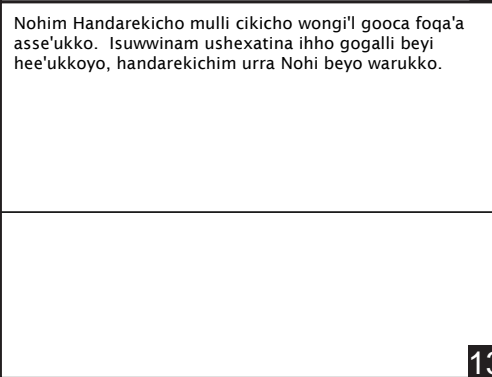 Nohim Handarekicho mulli cikicho wongi'l gooca foqa'a
asse'ukko.  Isuwwinam ushexatina ihho gogalli beyi
hee'ukkoyo, handarekichim urra Nohi beyo warukko.
13